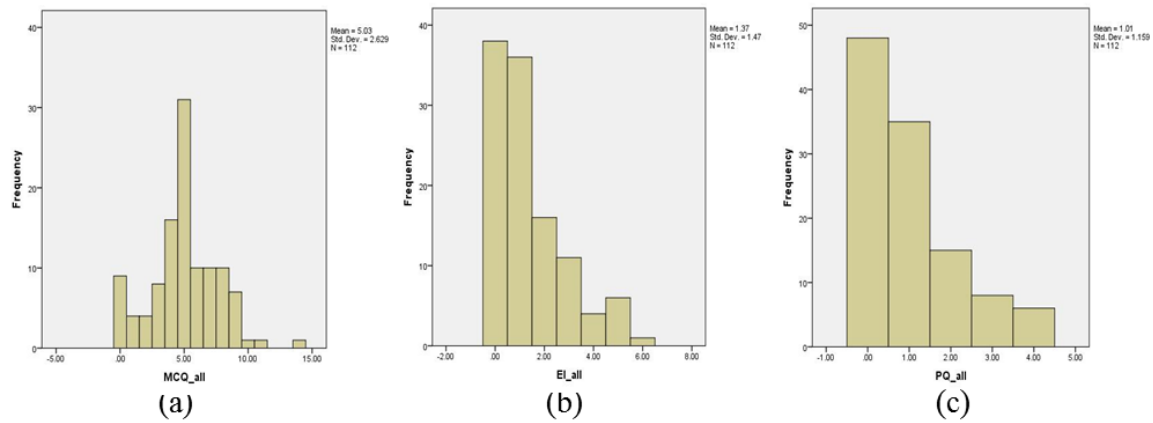 Mean = 5.03
Std. Dev. = 2.629
N = 112
40
30
20
10
0
Frequency
-5.00 .00 5.00 10.00 15.00
MCQ_all
(a)
Mean = 1.37
Std. Dev. = 1.47
N = 112
40
30
20
10
0
Frequency
-2.00 .00 2.00 4.00 6.00 8.00
EI_all
(b)
Mean = 1.01
Std. Dev. = 1.159
N = 112
50
40
30
20
10
0
Frequency
-1.00 .00 1.00 2.00 3.00 4.00 5.00
PQ_all
(c)